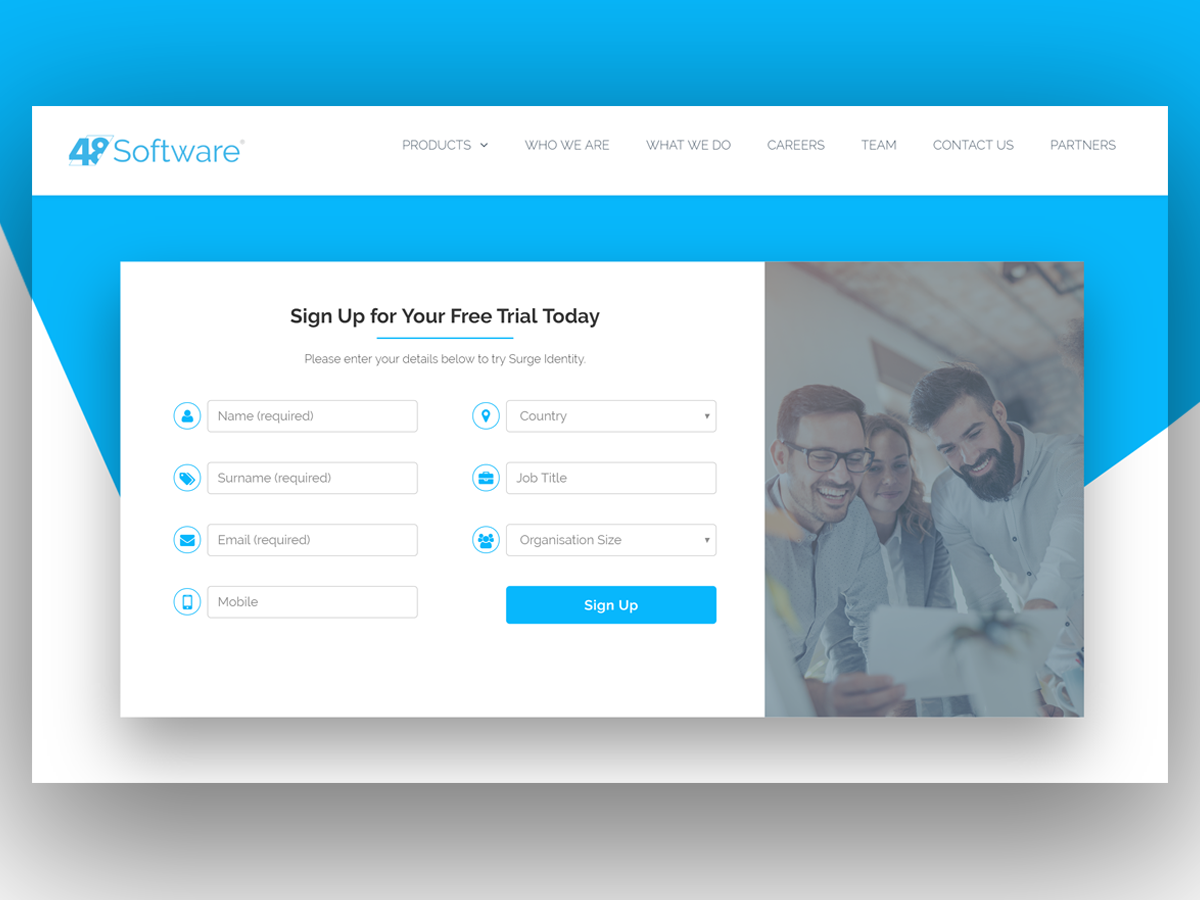 48 Software®
PRODUCTS
WHO WE ARE
WHAT WE DO
CAREERS
TEAM
CONTACT US
PARTNERS
Sign Up for Your Free Trial Today
Please enter your details below to try Surge Identity.
Name (required)
Country
Surname (required)
Job Title
Email (required)
Organisation Size
Mobile
Sign Up